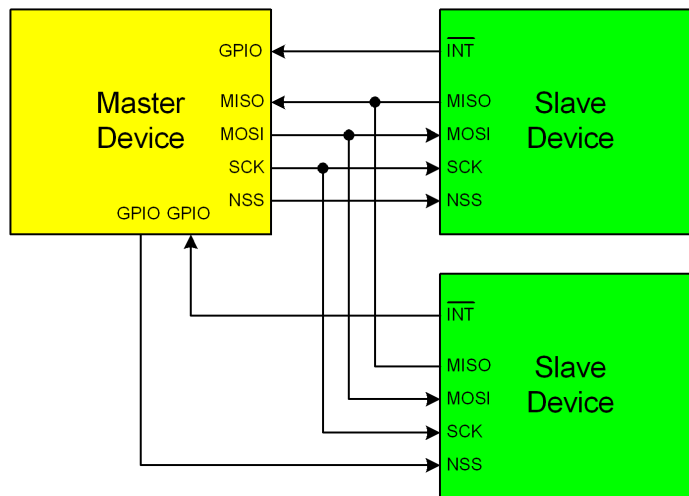 GPIO
MISO
MOSI
SCK
NSS
Master
Device
GPIO GPIO
INT
MISO
MOSI
SCK
NSS
Slave
Device
INT
MISO
MOSI
SCK
NSS
Slave
Device